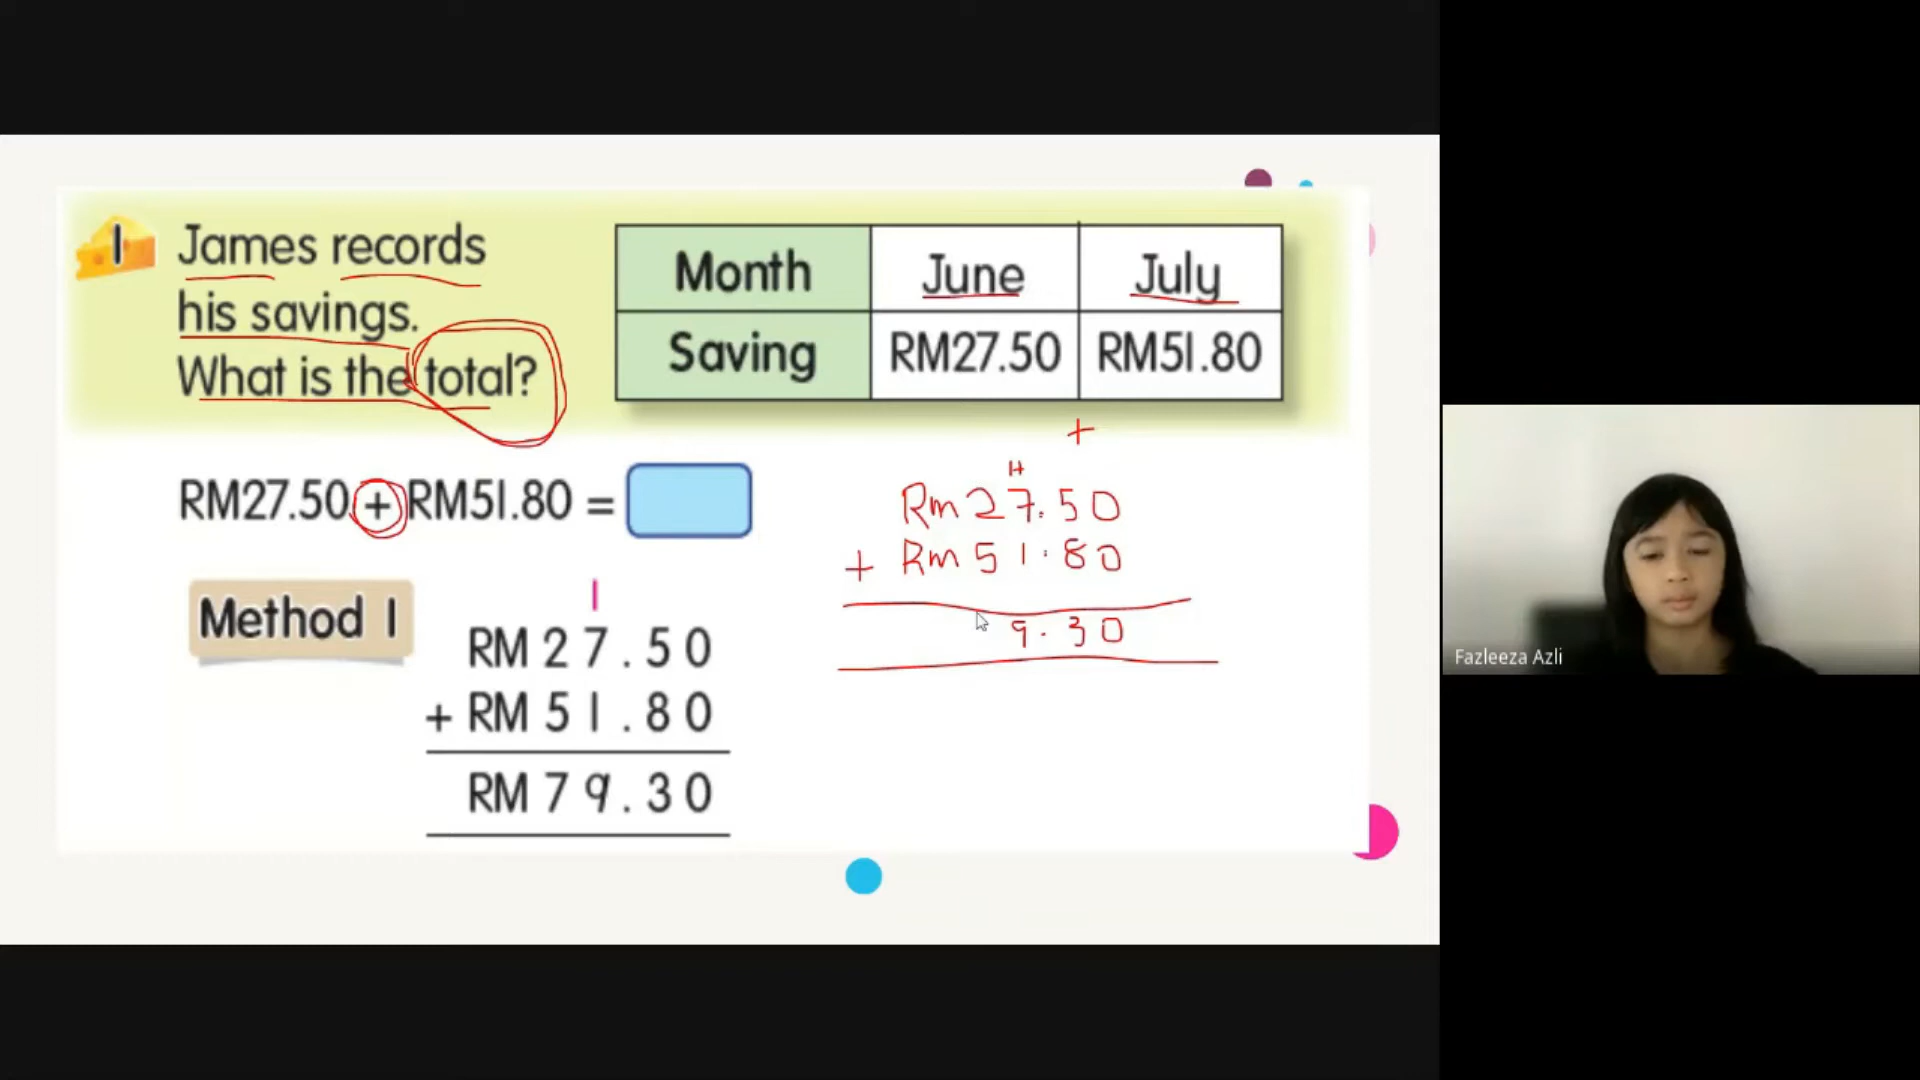 1 James records
his savings.
What is the total?
Month June July
Saving RM27.50 RM51.80
+
RM27.50 + RM51.80 =
Method 1
1
RM 2 7 . 5 0
+ RM 5 1 . 8 0
RM 7 9 . 3 0
Rm 2 7 . 5 0
+ Rm 5 1 . 8 0
9 . 3 0
Fazleeza Azli